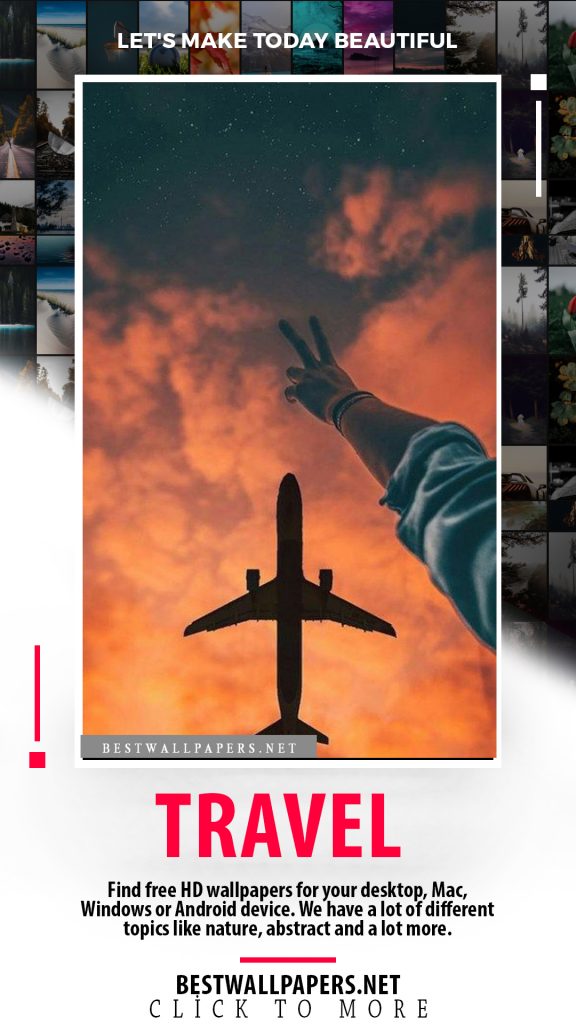 LET'S MAKE TODAY BEAUTIFUL
BESTWALLPAPERS.NET
TRAVEL
Find free HD wallpapers for your desktop, Mac,
Windows or Android device. We have a lot of different
topics like nature, abstract and a lot more.
BESTWALLPAPERS.NET
CLİCK TO MORE